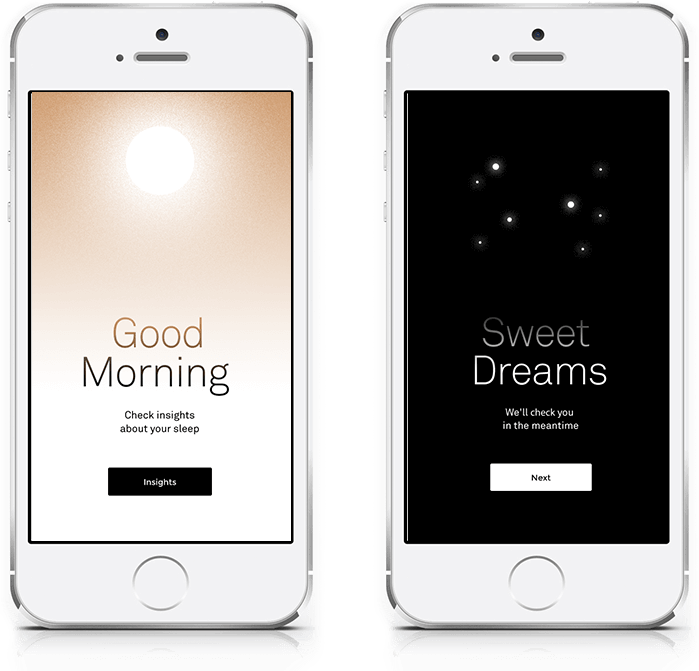 Good
Morning
Check insights
about your sleep
Insights
Sweet
Dreams
We'll check you
in the meantime
Next